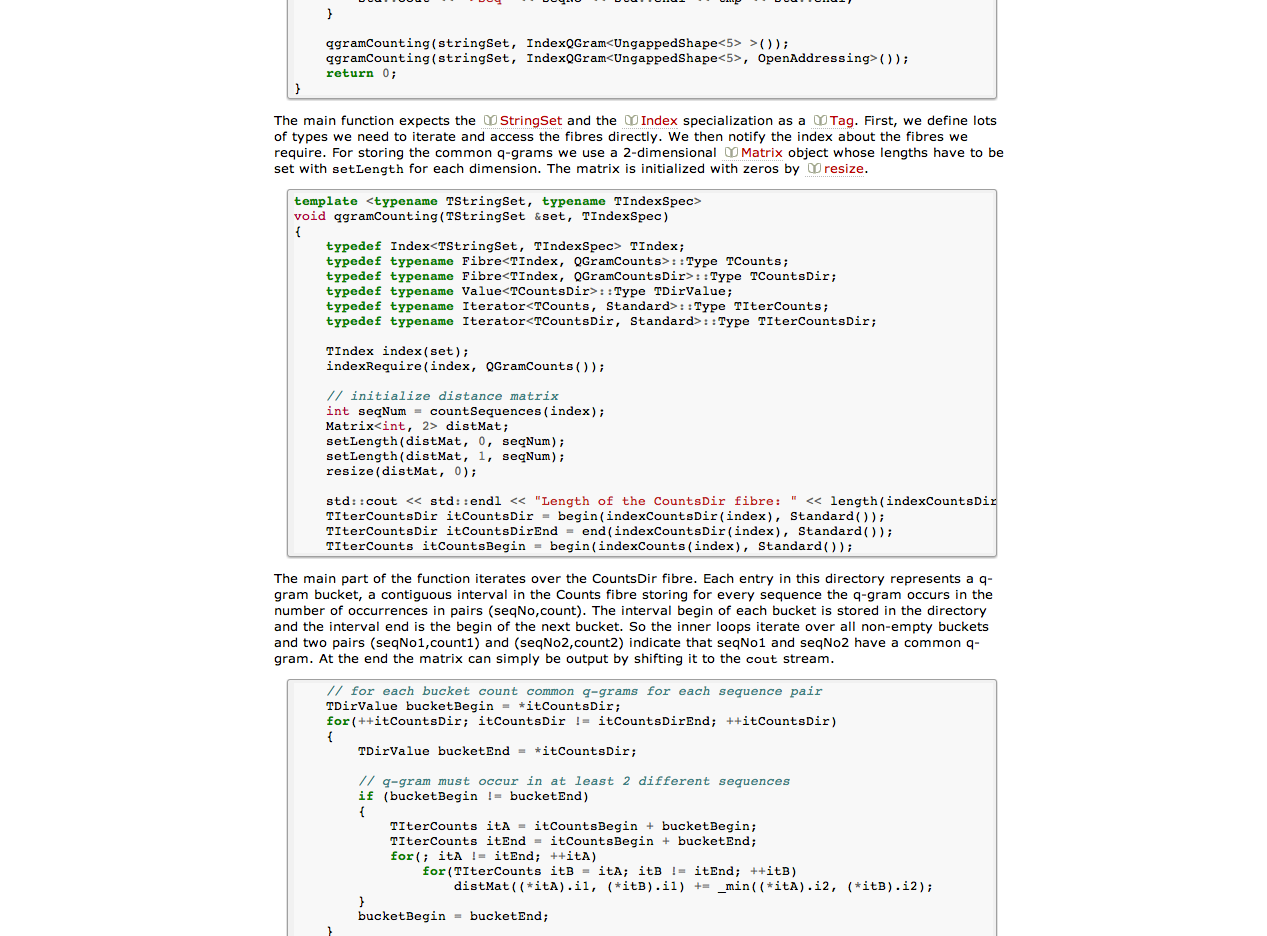 }
qgramCounting(stringSet, IndexQGram<UngappedShape<5> >());
qgramCounting(stringSet, IndexQGram<UngappedShape<5>, OpenAddressing>());
return 0;
}
The main function expects the StringSet and the Index specialization as a Tag. First, we define lots
of types we need to iterate and access the fibres directly. We then notify the index about the fibres we
require. For storing the common q-grams we use a 2-dimensional Matrix object whose lengths have to be
set with setLength for each dimension. The matrix is initialized with zeros by resize.
template <typename TStringSet, typename TIndexSpec>
void qgramCounting(TStringSet &set, TIndexSpec)
{
typedef Index<TStringSet, TIndexSpec> TIndex;
typedef typename Fibre<TIndex, QGramCounts>::Type TCounts;
typedef typename Fibre<TIndex, QGramCountsDir>::Type TCountsDir;
typedef typename Value<TCountsDir>::Type TDirValue;
typedef typename Iterator<TCounts, Standard>::Type TIterCounts;
typedef typename Iterator<TCountsDir, Standard>::Type TIterCountsDir;
TIndex index(set);
indexRequire(index, QGramCounts());
// initialize distance matrix
int seqNum = countSequences(index);
Matrix<int, 2> distMat;
setLength(distMat, 0, seqNum);
setLength(distMat, 1, seqNum);
resize(distMat, 0);
std::cout << std::endl << "Length of the CountsDir fibre: " << length(indexCountsDir
TIterCountsDir itCountsDir = begin(indexCountsDir(index), Standard());
TIterCountsDir itCountsDirEnd = end(indexCountsDir(index), Standard());
TIterCounts itCountsBegin = begin(indexCounts(index), Standard());
The main part of the function iterates over the CountsDir fibre. Each entry in this directory represents a q-
gram bucket, a contiguous interval in the Counts fibre storing for every sequence the q-gram occurs in the
number of occurrences in pairs (seqNo,count). The interval begin of each bucket is stored in the directory
and the interval end is the begin of the next bucket. So the inner loops iterate over all non-empty buckets
and two pairs (seqNo1,count1) and (seqNo2,count2) indicate that seqNo1 and seqNo2 have a common q-
gram. At the end the matrix can simply be output by shifting it to the cout stream.
// for each bucket count common q-grams for each sequence pair
TDirValue bucketBegin = *itCountsDir;
for(++itCountsDir; itCountsDir != itCountsDirEnd; ++itCountsDir)
{
TDirValue bucketEnd = *itCountsDir;
// q-gram must occur in at least 2 different sequences
if (bucketBegin != bucketEnd)
{
TIterCounts itA = itCountsBegin + bucketBegin;
TIterCounts itEnd = itCountsBegin + bucketEnd;
for(; itA != itEnd; ++itA)
for(TIterCounts itB = itA; itB != itEnd; ++itB)
distMat((*itA).i1, (*itB).i1) += _min((*itA).i2, (*itB).i2);
}
bucketBegin = bucketEnd;
}